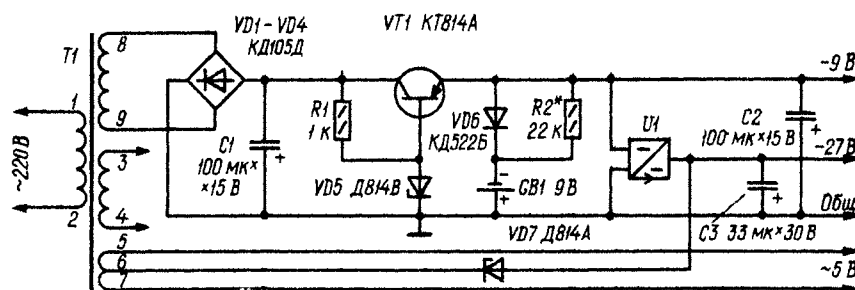 VD1-VD4
КД105Д
VT1 КТ814А
T1
8
9
1
2
~220В
3
4
5
6
7
C1
100 мк×
×15 В
+
R1
1 к
VD5 Д814В
VD6
КД522Б
R2*
22 к
-
+
GB1 9 В
U1
C2
100 мк×15 В
+
-9 В
-27В
+
C3 33 мк×30 В
Общ
VD7 Д814А
~5 В